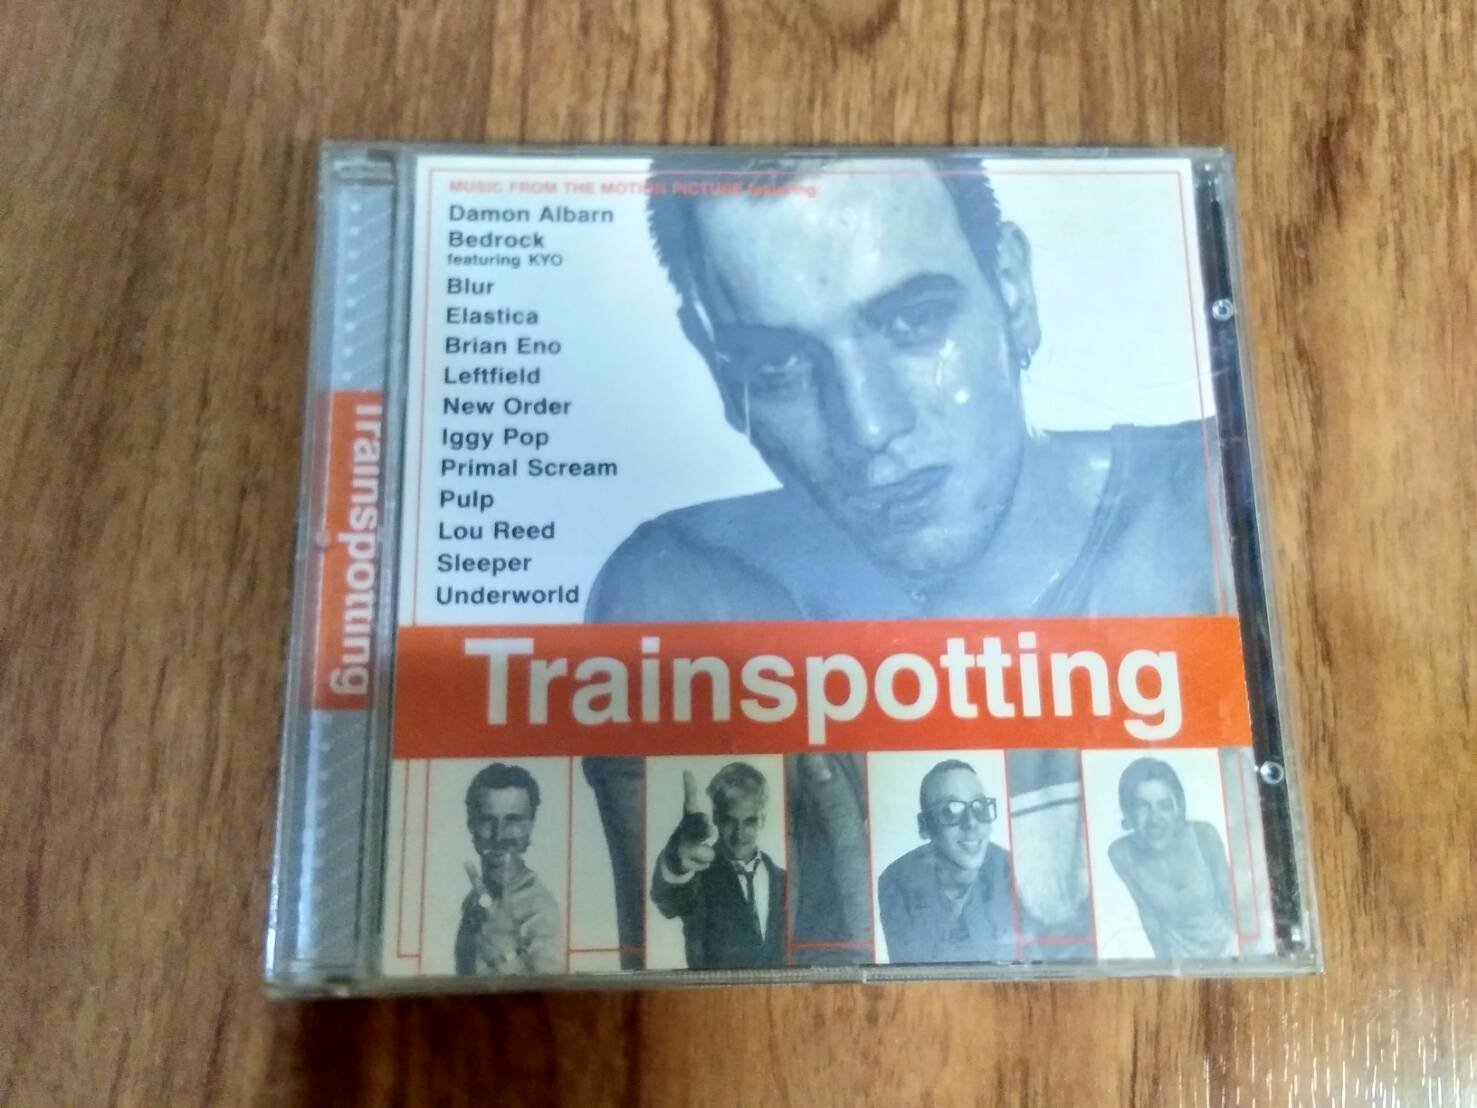 MUSIC FROM THE MOTION PICTURE featuring:
Damon Albarn
Bedrock
featuring KYO
Blur
Elastica
Brian Eno
Leftfield
New Order
Iggy Pop
Primal Scream
Pulp
Lou Reed
Sleeper
Underworld
Trainspotting
Trainspotting